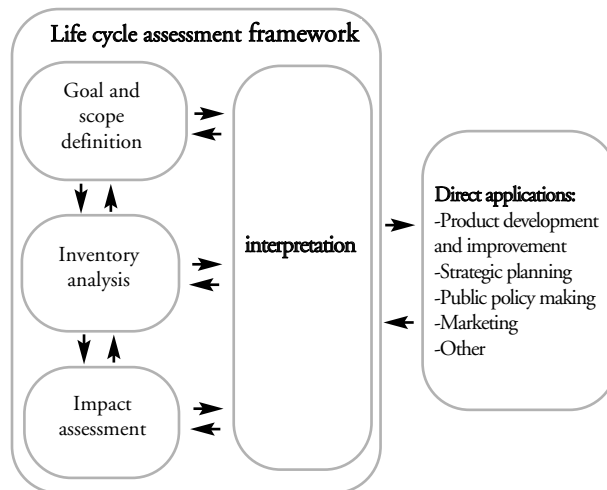 Life cycle assessment framework
Goal and
scope
definition
Inventory
analysis
Impact
assessment
interpretation
Direct applications:
-Product development
and improvement
-Strategic planning
-Public policy making
-Marketing
-Other